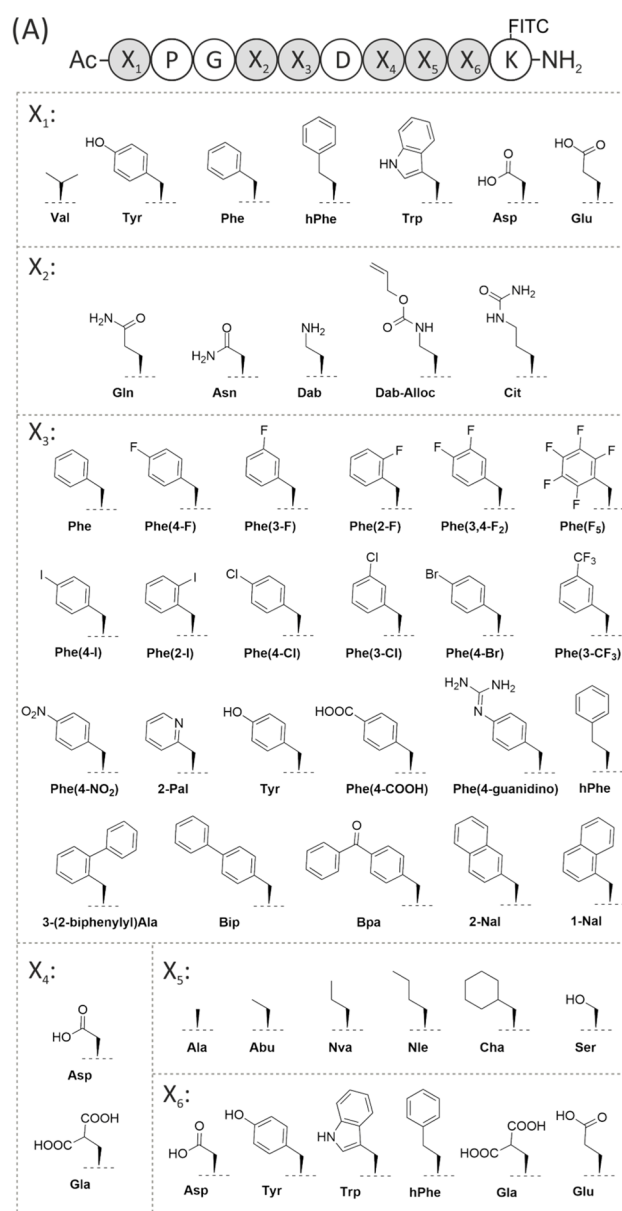 (A)
FITC
Ac- X1 P G X2 X3 D X4 X5 X6 K -NH2
X1:
HO HN O HO O OH
Val Tyr Phe hPhe Trp Asp Glu
X2:
H2N O O H2N NH2 O O NH O NH2 HN
Gln Asn Dab Dab-Alloc Cit
X3:
F F F F F F F F F F
Phe Phe(4-F) Phe(3-F) Phe(2-F) Phe(3,4-F2) Phe(F5)
I I Cl Cl Br CF3
Phe(4-I) Phe(2-I) Phe(4-Cl) Phe(3-Cl) Phe(4-Br) Phe(3-CF3)
O2N N HO HOOC H2N NH2 N
Phe(4-NO2) 2-Pal Tyr Phe(4-COOH) Phe(4-guanidino) hPhe
O
3-(2-biphenylyl)Ala Bip Bpa 2-Nal 1-Nal
X4:
O HO
Asp
COOH HOOC
Gla
X5:
HO
Ala Abu Nva Nle Cha Ser
X6:
O HO HO HN COOH HOOC HO O
Asp Tyr Trp hPhe Gla Glu